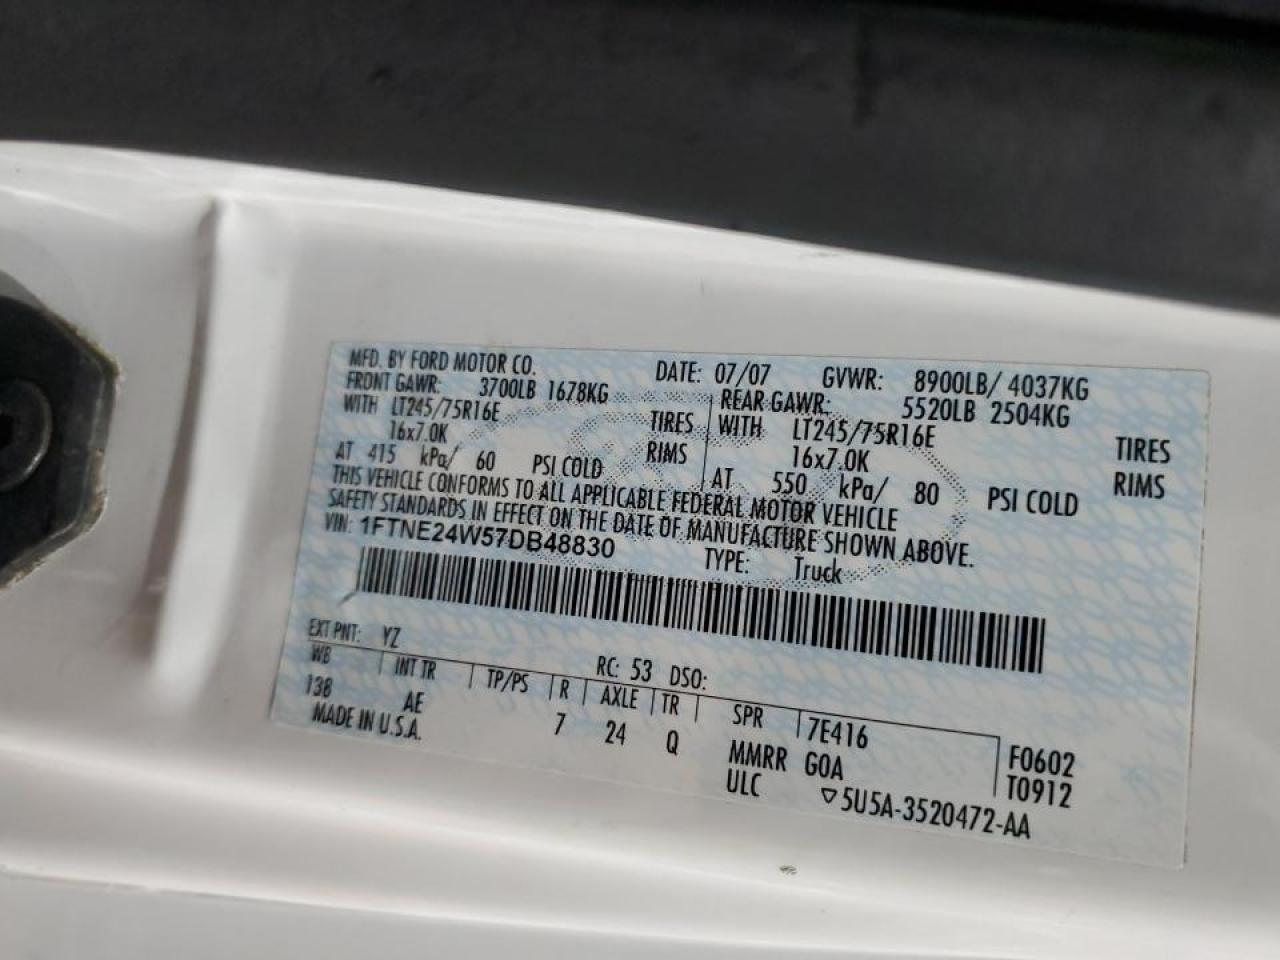 MFD. BY FORD MOTOR CO. DATE: 07/07 GVWR: 8900LB/ 4037KG
FRONT GAWR: 3700LB 1678KG REAR GAWR: 5520LB 2504KG
WITH LT245/75R16E TIRES WITH LT245/75R16E TIRES
16x7.0K RIMS 16x7.0K RIMS
AT 415 kPa/ 60 PSI COLD AT 550 kPa/ 80 PSI COLD
THIS VEHICLE CONFORMS TO ALL APPLICABLE FEDERAL MOTOR VEHICLE
SAFETY STANDARDS IN EFFECT ON THE DATE OF MANUFACTURE SHOWN ABOVE.
VIN: 1FTNE24W57DB48830 TYPE: Truck
EXT PNT: YZ RC: 53 DSO:
WB INT TR TP/PS R AXLE TR SPR 7E416 F0602
138 AE 7 24 Q MMRR G0A T0912
MADE IN U.S.A. ULC ▽5U5A-3520472-AA